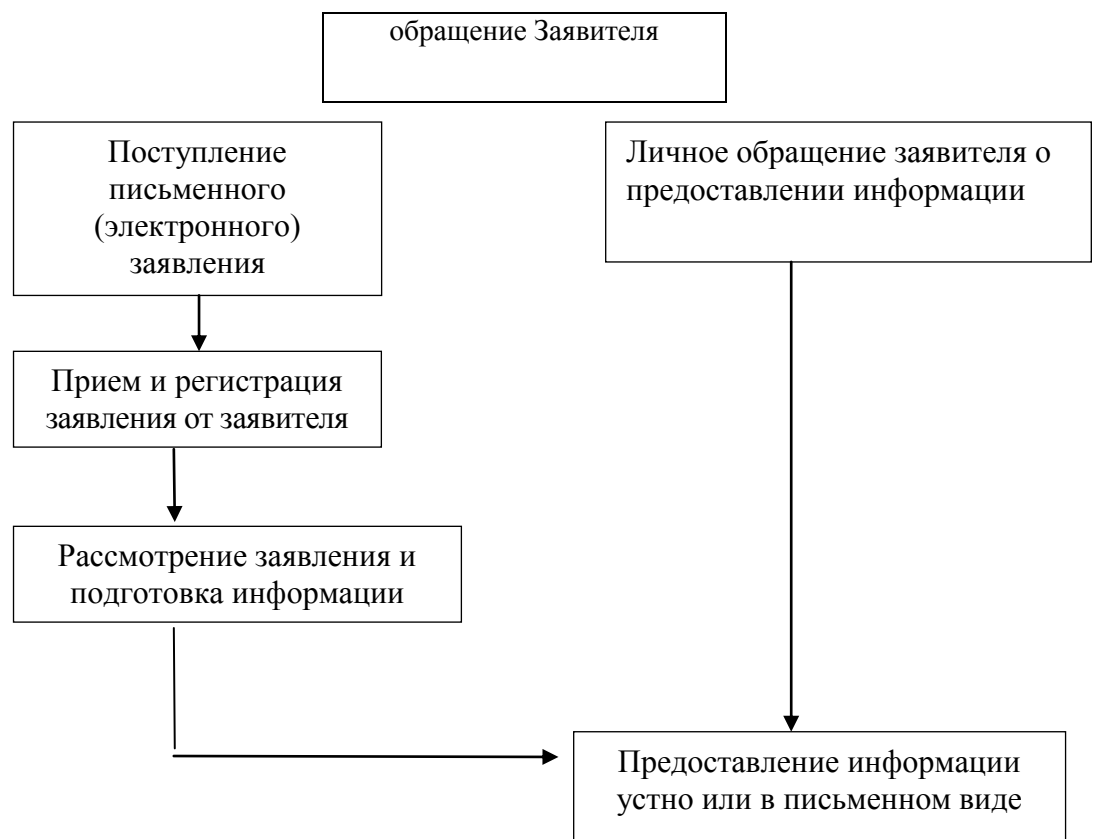 обращение Заявителя
Поступление
письменного
(электронного)
заявления
Личное обращение заявителя о
предоставлении информации
Прием и регистрация
заявления от заявителя
Рассмотрение заявления и
подготовка информации
Предоставление информации
устно или в письменном виде